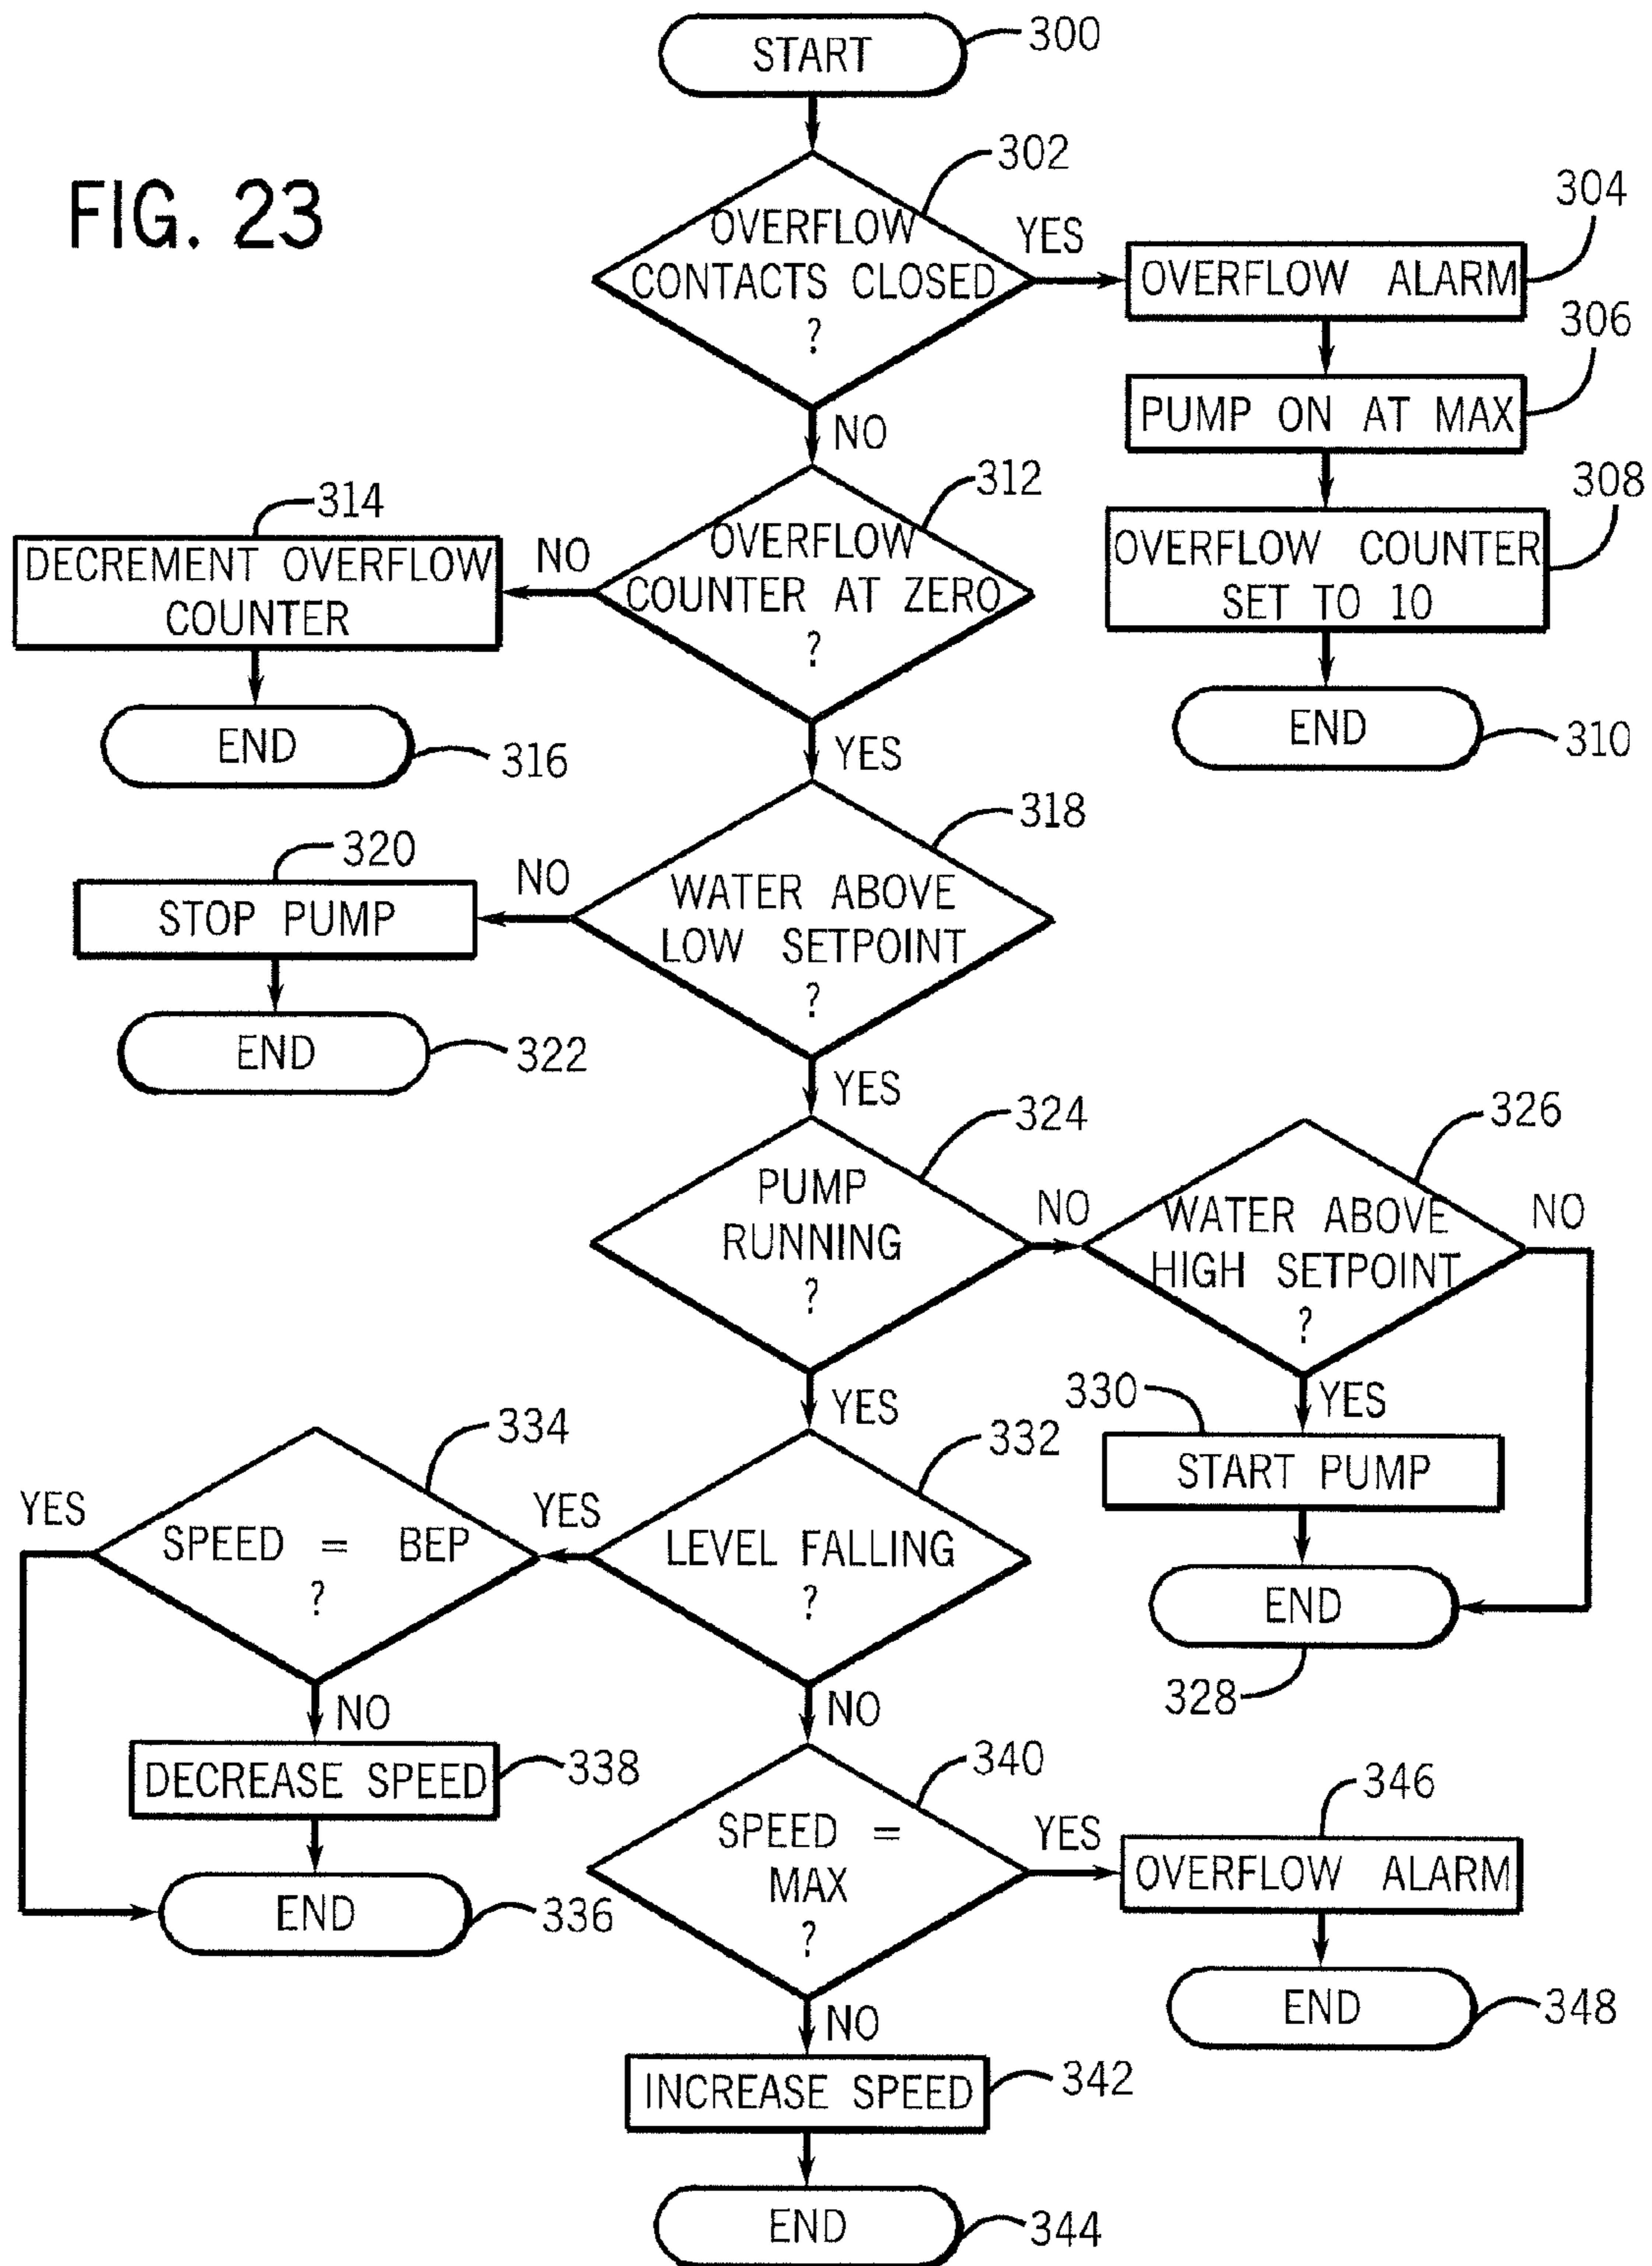 FIG. 23
START
300
302
OVERFLOW
CONTACTS CLOSED
?
YES
304
OVERFLOW ALARM
306
PUMP ON AT MAX
308
OVERFLOW COUNTER
SET TO 10
END
310
NO
312
OVERFLOW
COUNTER AT ZERO
?
NO
314
DECREMENT OVERFLOW
COUNTER
END
316
YES
318
WATER ABOVE
LOW SETPOINT
?
NO
320
STOP PUMP
END
322
YES
324
PUMP
RUNNING
?
NO
326
WATER ABOVE
HIGH SETPOINT
?
NO
YES
330
START PUMP
END
328
YES
332
LEVEL FALLING
?
YES
334
SPEED = BEP
?
YES
NO
DECREASE SPEED
338
END
336
NO
340
SPEED =
MAX
?
YES
346
OVERFLOW ALARM
END
348
NO
INCREASE SPEED
342
END
344